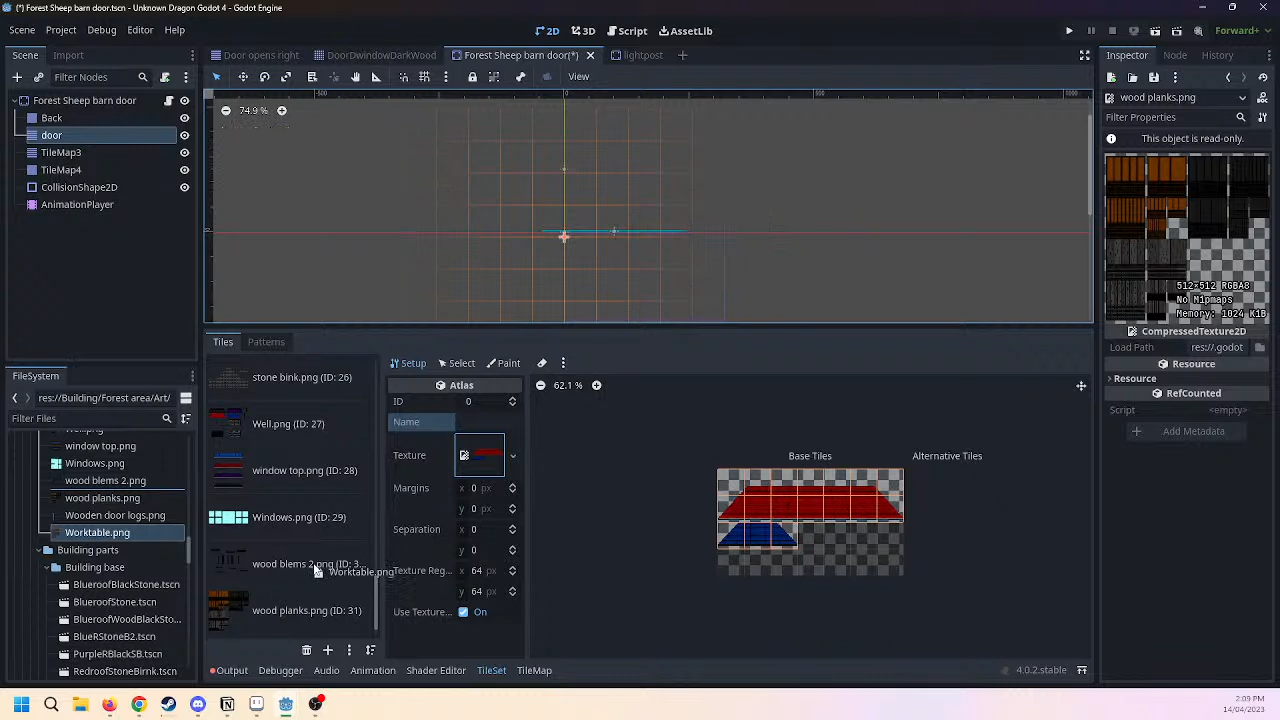 (*) Forest Sheep barn door.tscn - Unknown Dragon Godot 4 - Godot Engine
Scene Project Debug Editor Help
2D 3D Script AssetLib
Forward+
Scene Import
Door opens right DoorDwindowDarkWood Forest Sheep barn door(*) lightpost
Inspector Node History
Filter Nodes
View
Forest Sheep barn door
Back
door
TileMap3
TileMap4
CollisionShape2D
AnimationPlayer
-500 0 500 1000
74.9 %
wood planks.png
Filter Properties
This object is read-only.
512×512 RGBA8
No Mipmaps
Memory: 1024 KiB
CompressedTexture2D
Load Path res://.godot
Resource
Resource
RefCounted
Script <empty>
Add Metadata
FileSystem
res://Building/Forest area/Art/
Filter Files
Well.png
window top.png
Windows.png
wood blems 2.png
wood planks.png
Wooden door logs.png
Worktable.png
Building parts
Building base
BlueroofBlackStone.tscn
BlueroofStone.tscn
BlueroofWoodBlackSto...
BlueRStoneB2.tscn
PurpleRBStoneB.tscn
RedroofStoneBirnk.tscn
Tiles Patterns
stone bink.png (ID: 26)
Well.png (ID: 27)
window top.png (ID: 28)
Windows.png (ID: 29)
wood blems 2.png (ID: 3...
Worktable.png
wood planks.png (ID: 31)
Setup Select Paint
Atlas
ID 0
Name
Texture
Margins x 0 px
y 0 px
Separation x 0 px
y 0 px
Texture Reg... x 64 px
y 64 px
Use Texture... On
62.1 %
Base Tiles Alternative Tiles
Output Debugger Audio Animation Shader Editor TileSet TileMap
4.0.2.stable
2:09 PM
14/04/2023